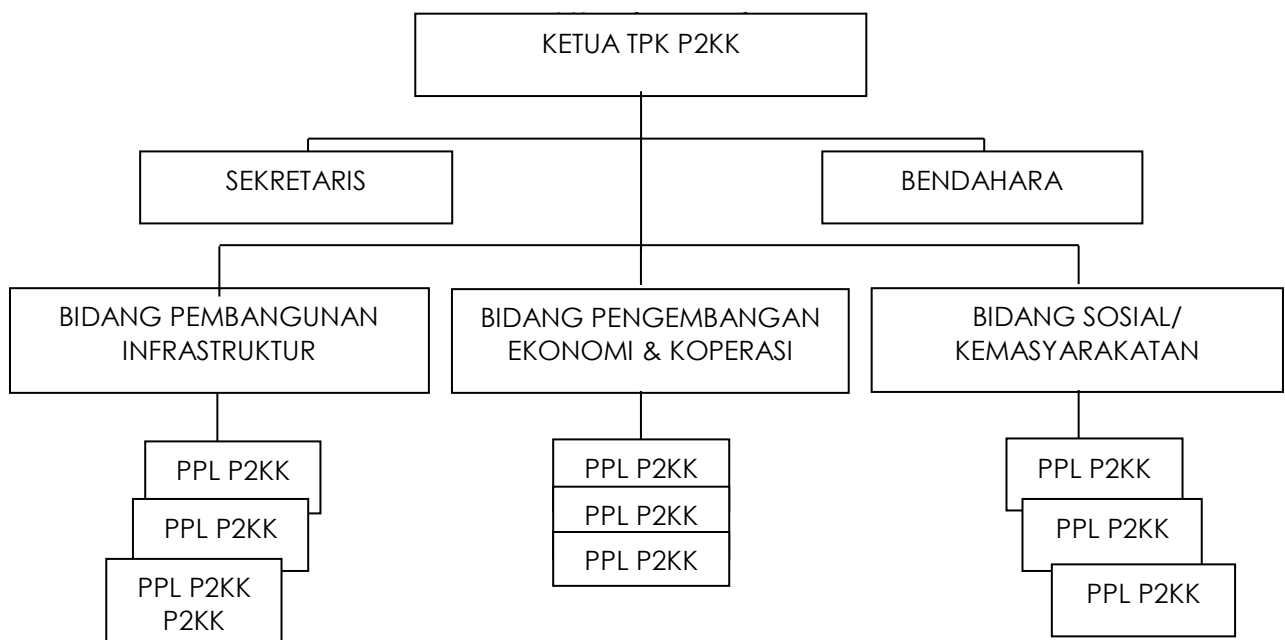 KETUA TPK P2KK
SEKRETARIS
BENDAHARA
BIDANG PEMBANGUNAN
INFRASTRUKTUR
BIDANG PENGEMBANGAN
EKONOMI & KOPERASI
BIDANG SOSIAL/
KEMASYARAKATAN
PPL P2KK
PPL P2KK
PPL P2KK
P2KK
PPL P2KK
PPL P2KK
PPL P2KK
PPL P2KK
PPL P2KK
PPL P2KK